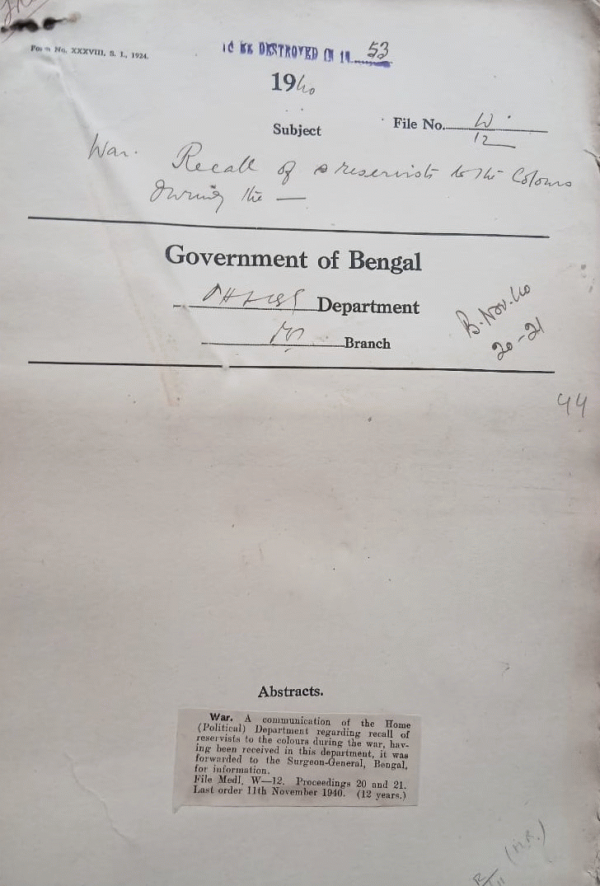 Form No. XXXVIII, S. I., 1924.
TO BE DESTROYED IN 19 53
1940
Subject
File No. W
12
War. Recall of reservists to the Colours
during the —
Government of Bengal
Department
Branch
B. Nov. 40
20-21
44
Abstracts.
War. A communication of the Home
(Political) Department regarding recall of
reservists to the colours during the war, hav-
ing been received in this department, it was
forwarded to the Surgeon-General, Bengal,
for information.
File Medl. W—12. Proceedings 20 and 21.
Last order 11th November 1940. (12 years.)